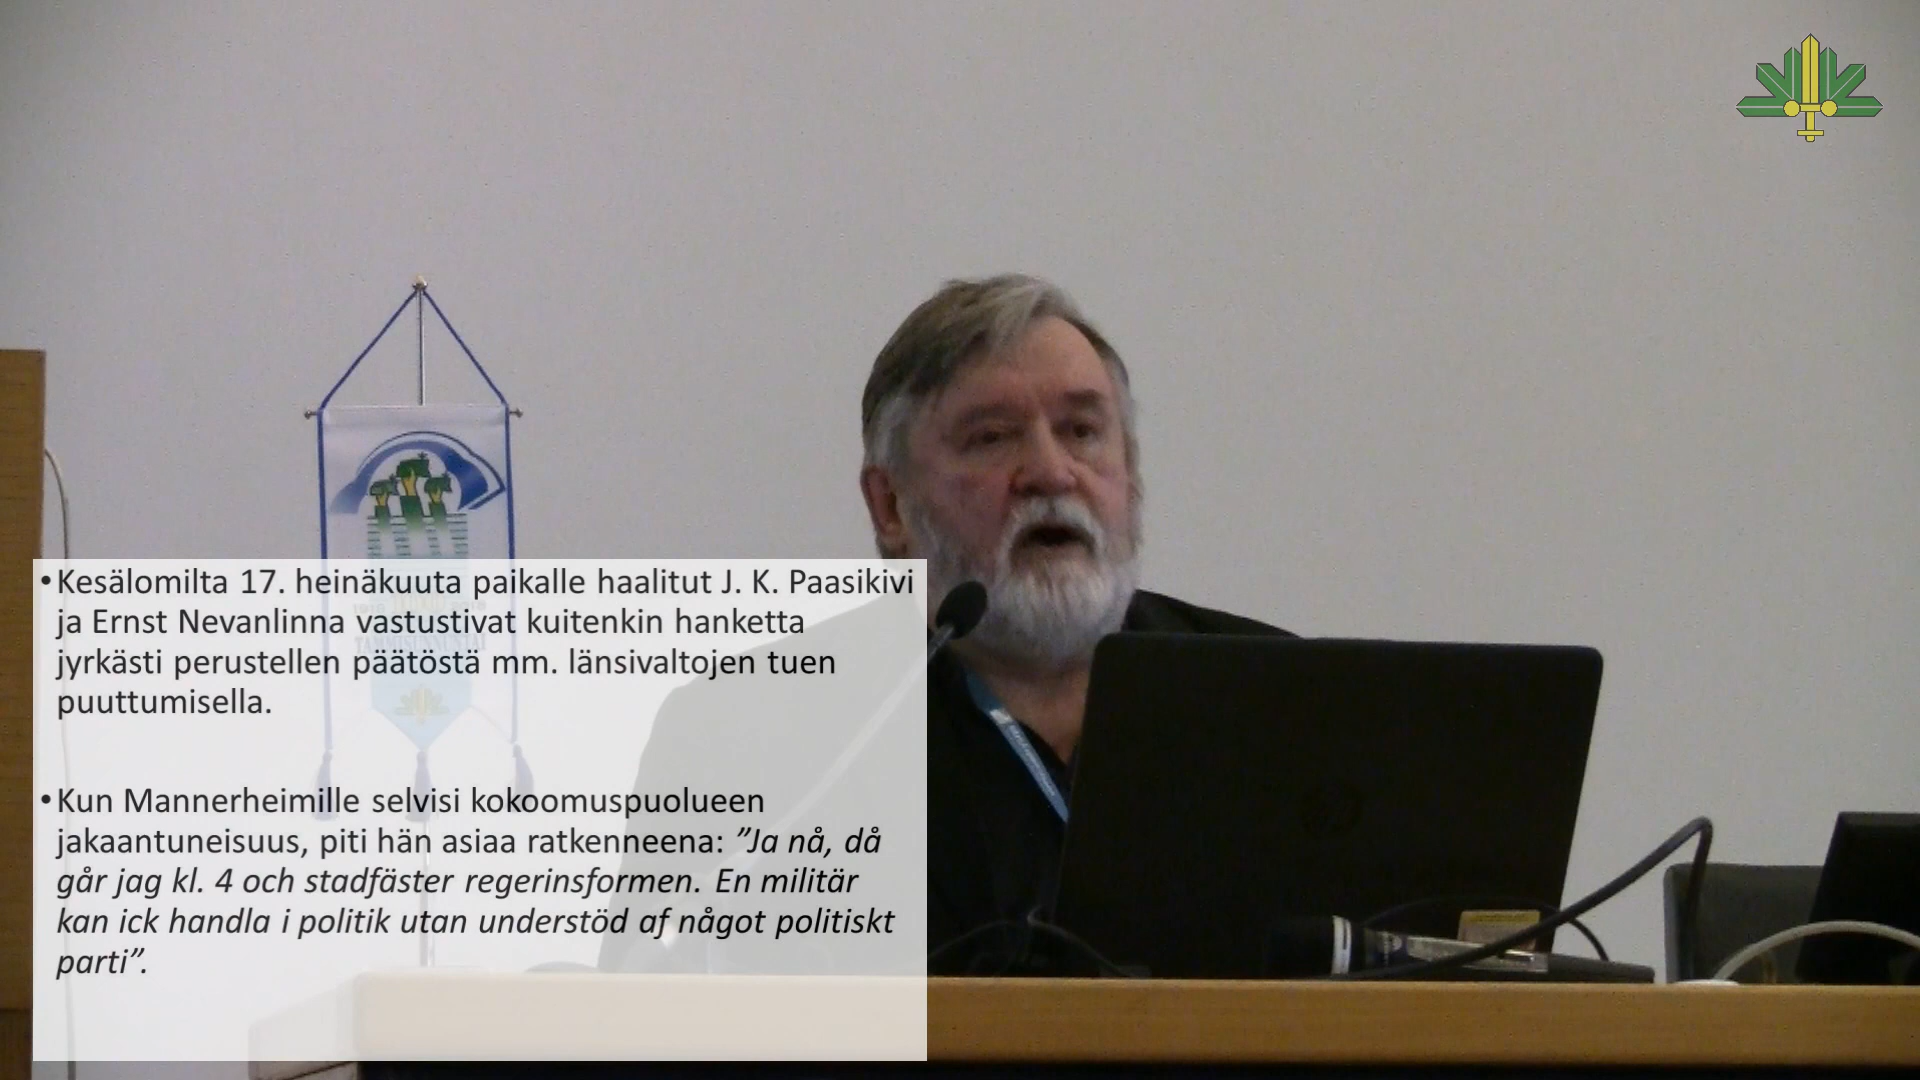 • Kesälomilta 17. heinäkuuta paikalle haalitut J. K. Paasikivi
ja Ernst Nevanlinna vastustivat kuitenkin hanketta
jyrkästi perustellen päätöstä mm. länsivaltojen tuen
puuttumisella.
• Kun Mannerheimille selvisi kokoomuspuolueen
jakaantuneisuus, piti hän asiaa ratkenneena: ”Ja nå, då
går jag kl. 4 och stadfäster regerinsformen. En militär
kan ick handla i politik utan understöd af något politiskt
parti”.
TAMMISUNNUNTAI